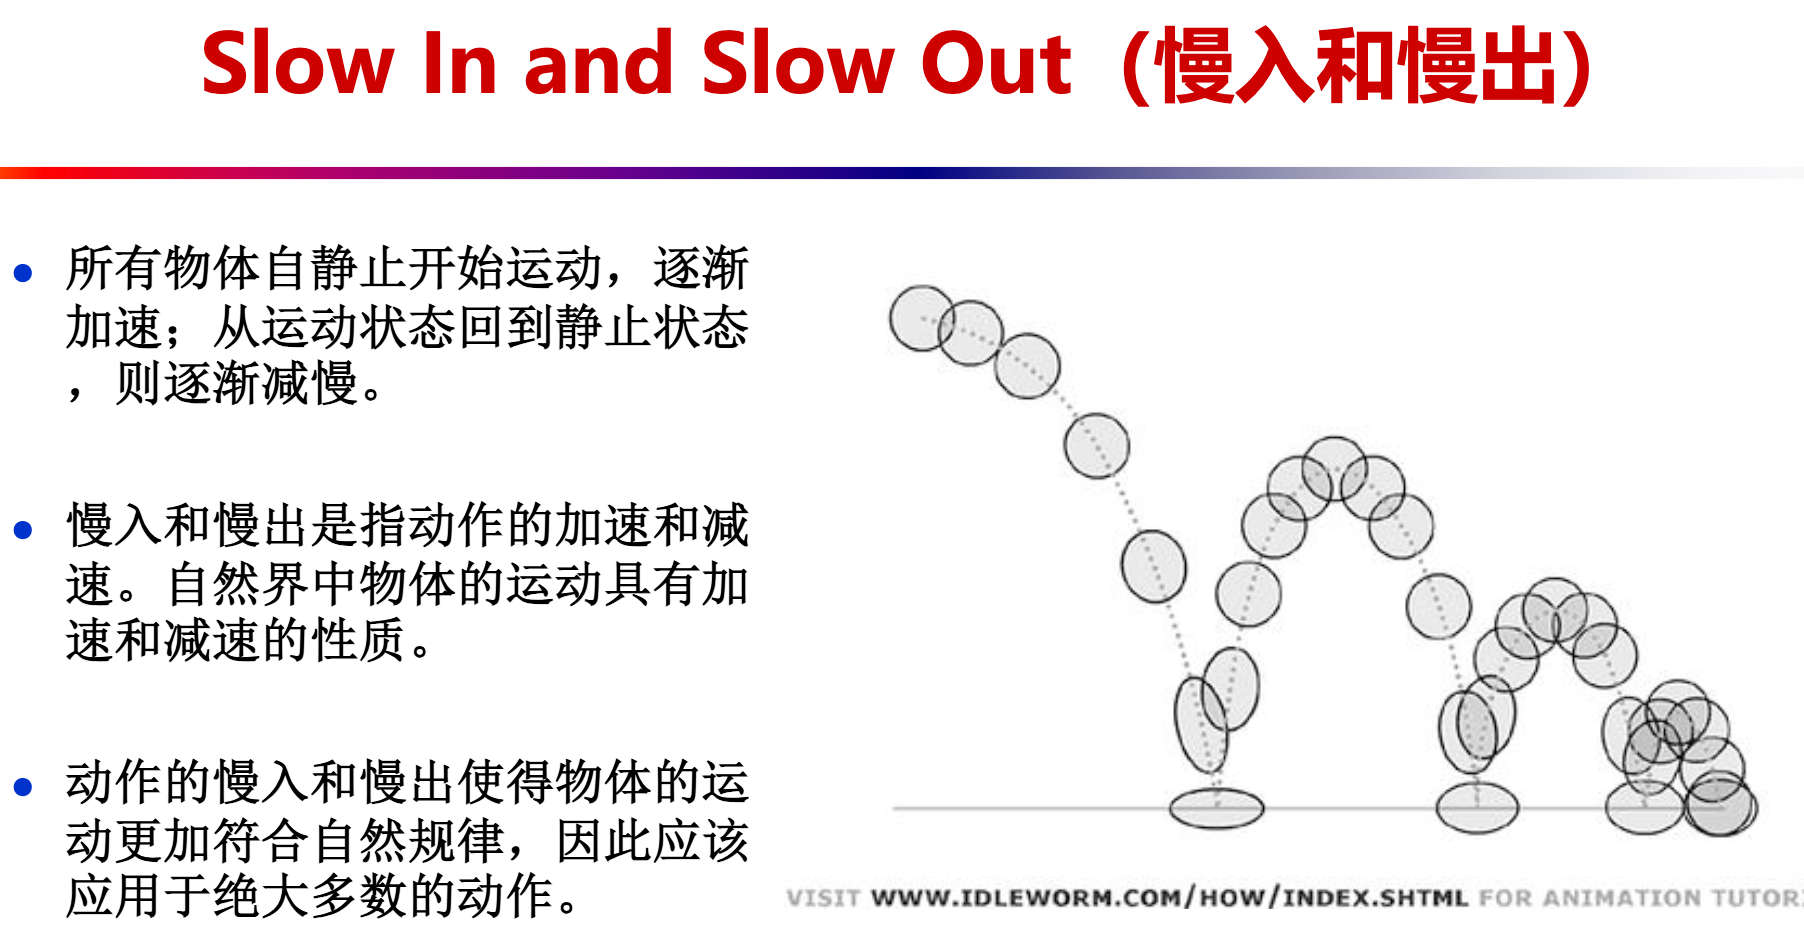 Slow In and Slow Out（慢入和慢出）
所有物体自静止开始运动，逐渐
加速；从运动状态回到静止状态
，则逐渐减慢。
慢入和慢出是指动作的加速和减
速。自然界中物体的运动具有加
速和减速的性质。
动作的慢入和慢出使得物体的运
动更加符合自然规律，因此应该
应用于绝大多数的动作。
VISIT WWW.IDLEWORM.COM/HOW/INDEX.SHTML FOR ANIMATION TUTOR